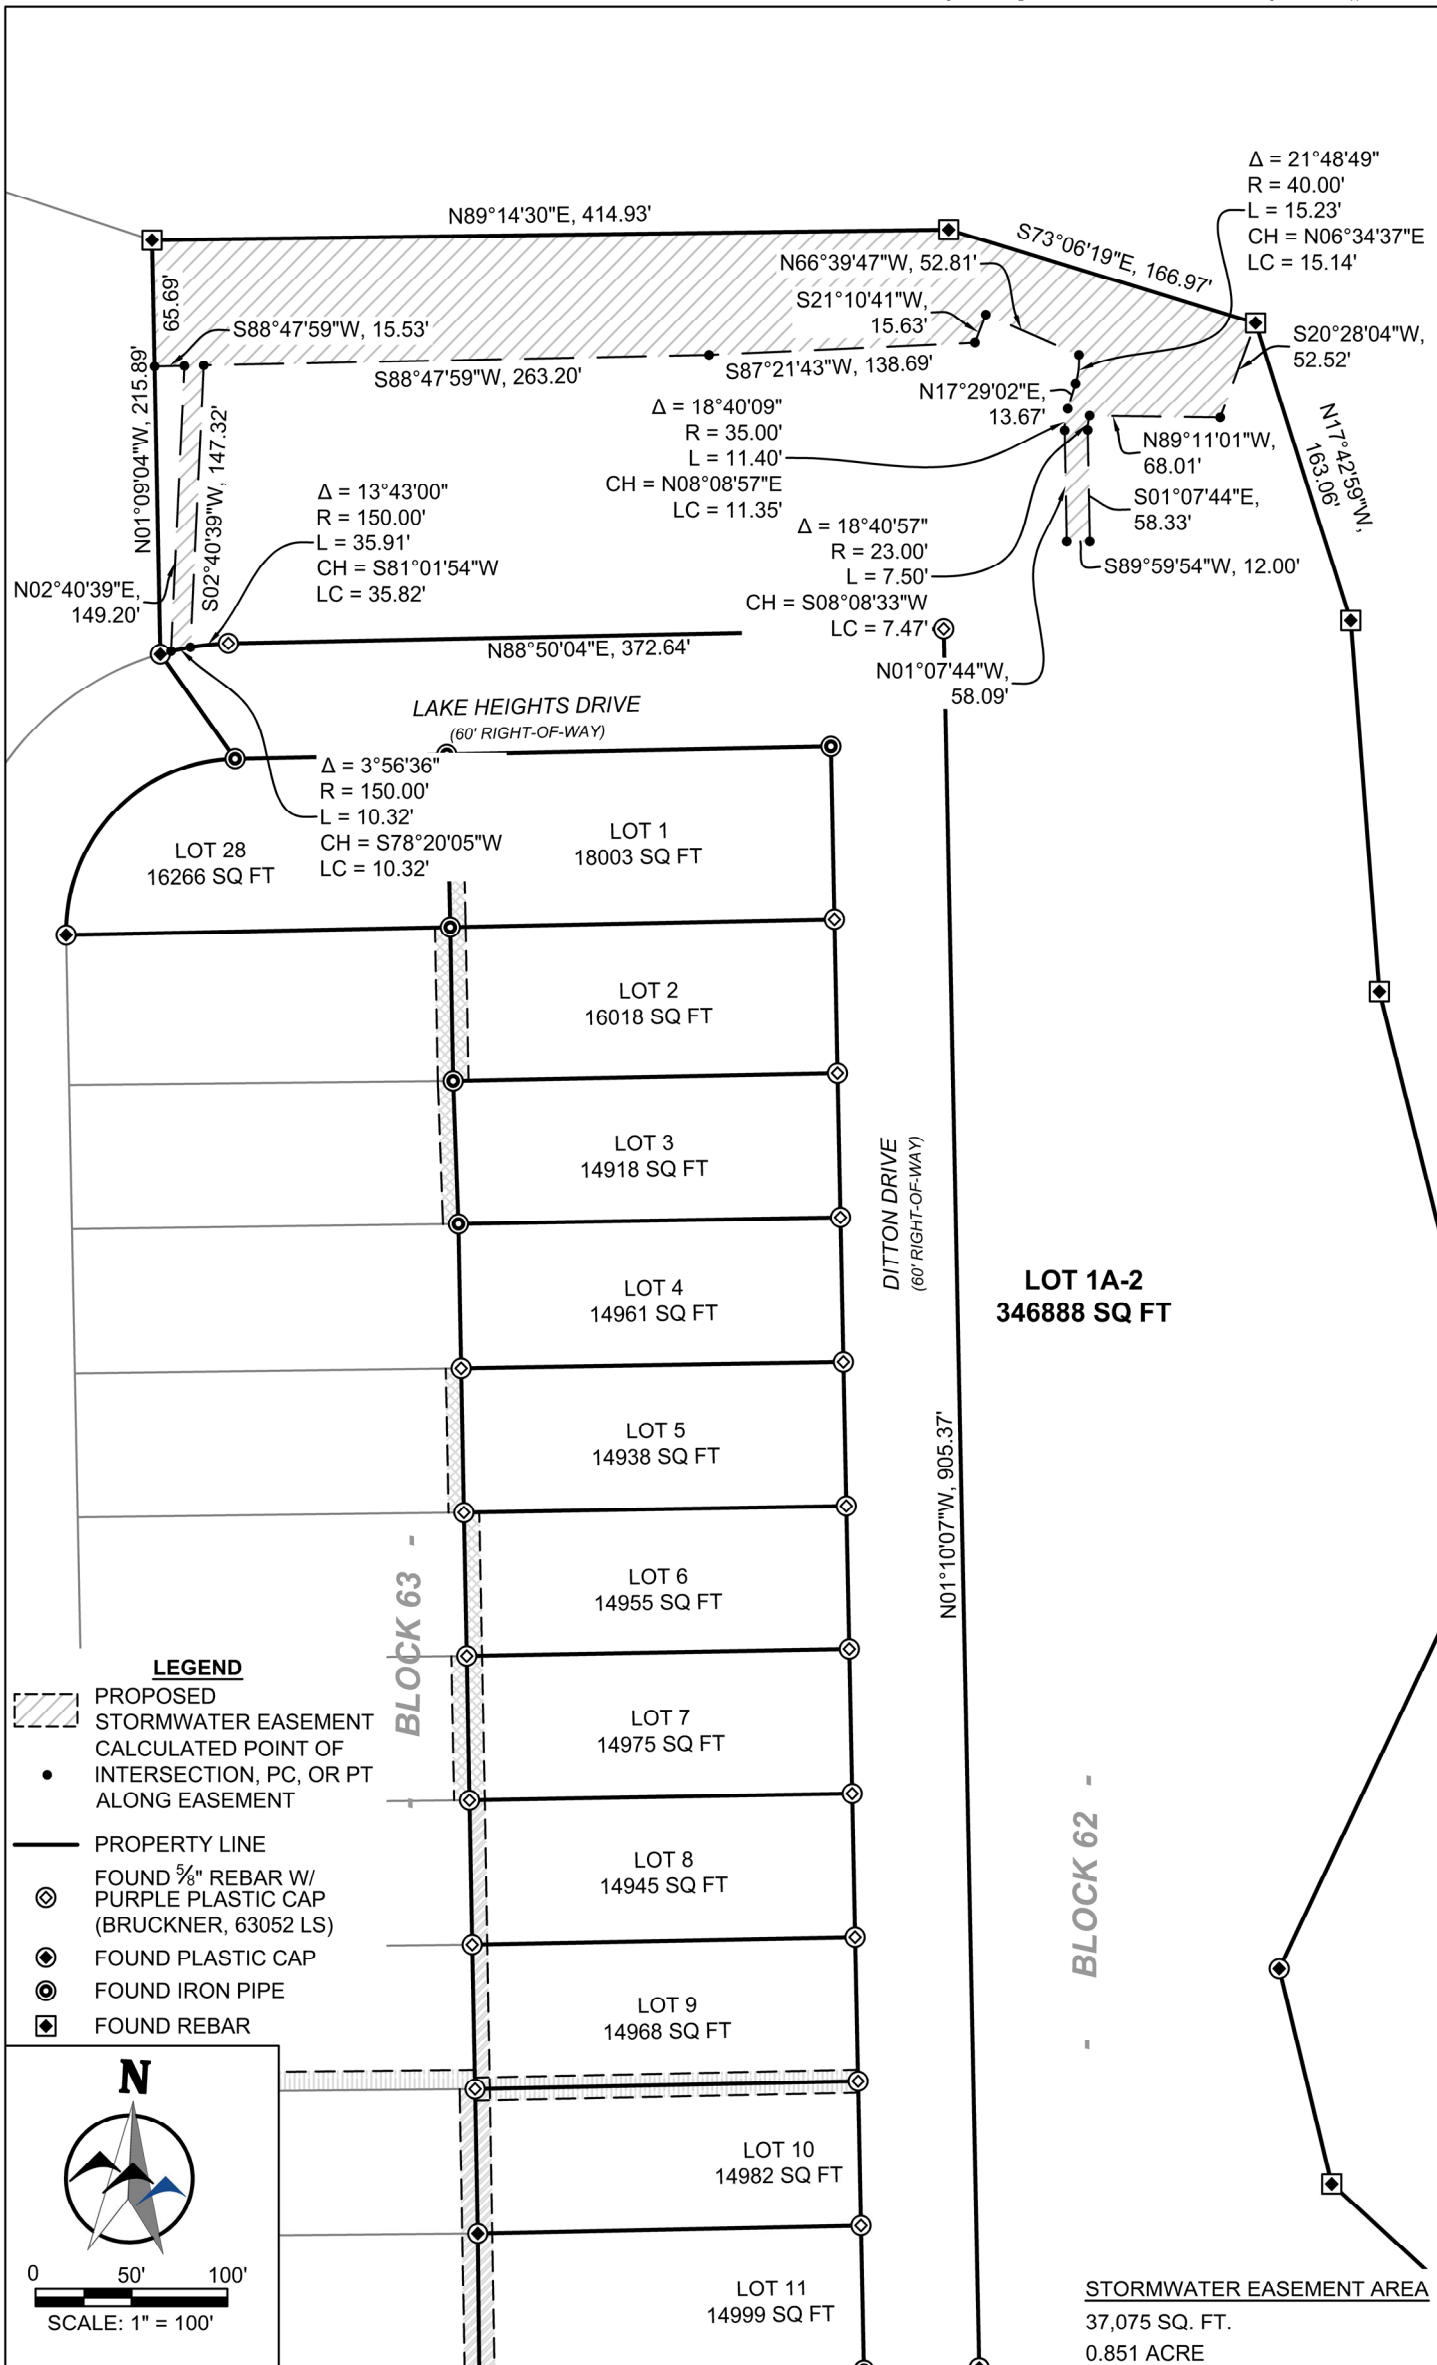 Δ = 21°48'49"
R = 40.00'
L = 15.23'
CH = N06°34'37"E
LC = 15.14'
N89°14'30"E, 414.93'
S73°06'19"E, 166.97'
N66°39'47"W, 52.81'
S21°10'41"W,
15.63'
65.69'
S88°47'59"W, 15.53'
S20°28'04"W,
52.52'
S88°47'59"W, 263.20'
S87°21'43"W, 138.69'
N17°29'02"E,
13.67'
N01°09'04"W, 215.89'
S02°40'39"W, 147.32'
Δ = 18°40'09"
R = 35.00'
L = 11.40'
CH = N08°08'57"E
LC = 11.35'
N89°11'01"W,
68.01'
N17°42'59"W,
163.06'
Δ = 13°43'00"
R = 150.00'
L = 35.91'
CH = S81°01'54"W
LC = 35.82'
S01°07'44"E,
58.33'
Δ = 18°40'57"
R = 23.00'
L = 7.50'
CH = S08°08'33"W
LC = 7.47'
S89°59'54"W, 12.00'
N02°40'39"E,
149.20'
N88°50'04"E, 372.64'
N01°07'44"W,
58.09'
LAKE HEIGHTS DRIVE
(60' RIGHT-OF-WAY)
Δ = 3°56'36"
R = 150.00'
L = 10.32'
CH = S78°20'05"W
LC = 10.32'
LOT 28
16266 SQ FT
LOT 1
18003 SQ FT
LOT 2
16018 SQ FT
LOT 3
14918 SQ FT
DITTON DRIVE
(60' RIGHT-OF-WAY)
LOT 4
14961 SQ FT
LOT 1A-2
346888 SQ FT
LOT 5
14938 SQ FT
N01°10'07"W, 905.37'
LOT 6
14955 SQ FT
- BLOCK 63 -
LOT 7
14975 SQ FT
LOT 8
14945 SQ FT
- BLOCK 62 -
LOT 9
14968 SQ FT
LOT 10
14982 SQ FT
LOT 11
14999 SQ FT
LEGEND
PROPOSED
STORMWATER EASEMENT
CALCULATED POINT OF
INTERSECTION, PC, OR PT
ALONG EASEMENT
PROPERTY LINE
FOUND ⅝" REBAR W/
PURPLE PLASTIC CAP
(BRUCKNER, 63052 LS)
FOUND PLASTIC CAP
FOUND IRON PIPE
FOUND REBAR
N
0 50' 100'
SCALE: 1" = 100'
STORMWATER EASEMENT AREA
37,075 SQ. FT.
0.851 ACRE